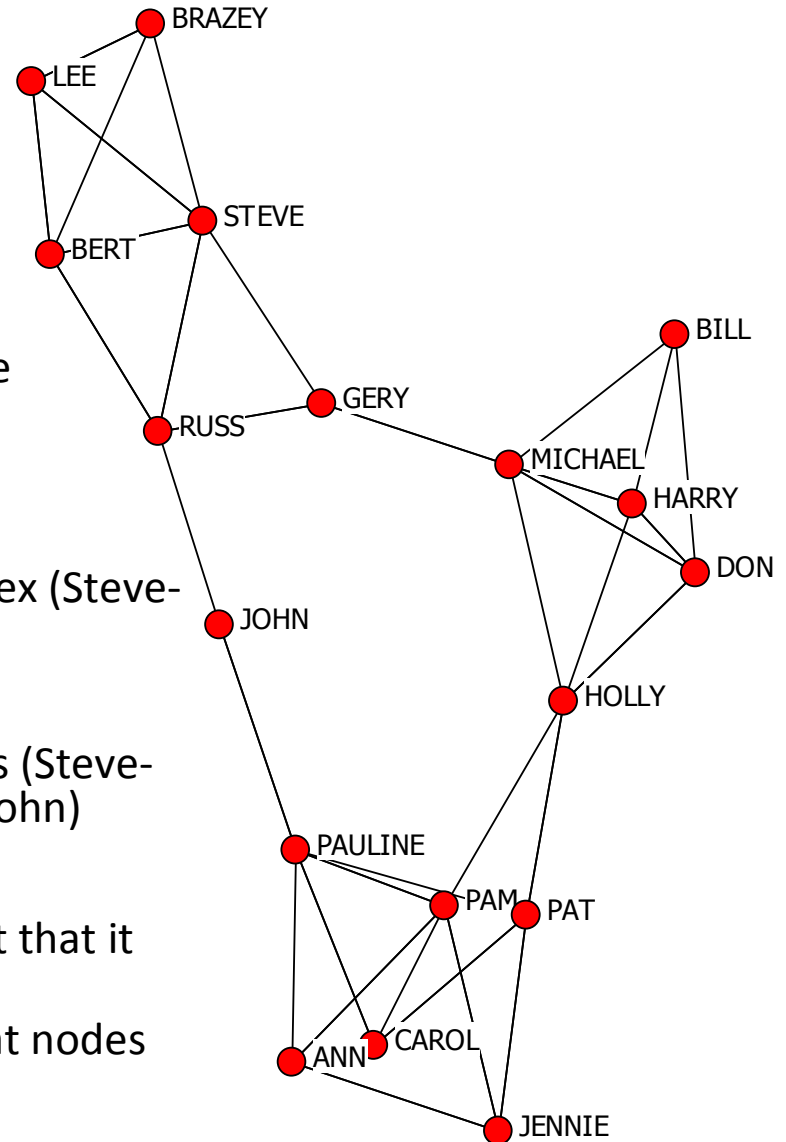 BRAZEY
LEE
STEVE
BERT
BILL
e
GERY
RUSS
MICHAEL
HARRY
DON
ex (Steve-
JOHN
HOLLY
s (Steve-
ohn)
PAULINE
PAM
PAT
t that it
CAROL
nt nodes
ANN
JENNIE